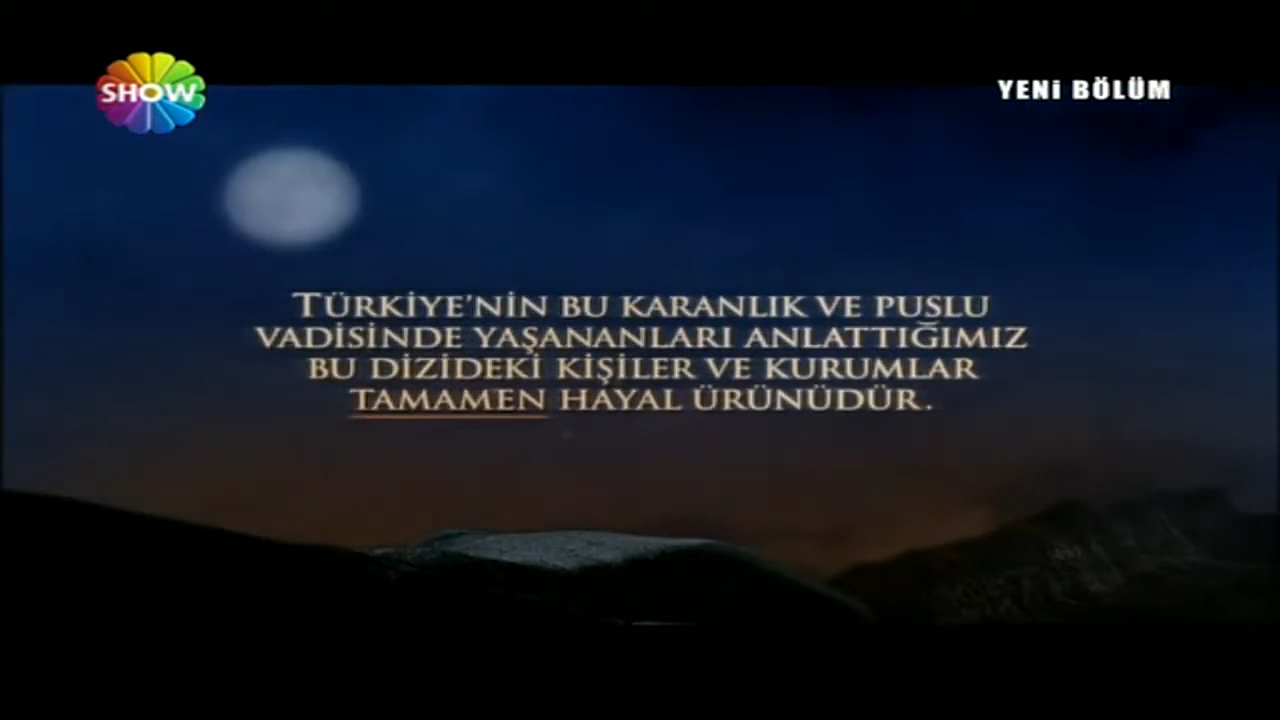 SHOW
YENİ BÖLÜM
TÜRKİYE'NİN BU KARANLIK VE PUSLU
VADİSİNDE YAŞANANLARI ANLATTIĞIMIZ
BU DİZİDEKİ KİŞİLER VE KURUMLAR
TAMAMEN HAYAL ÜRÜNÜDÜR.